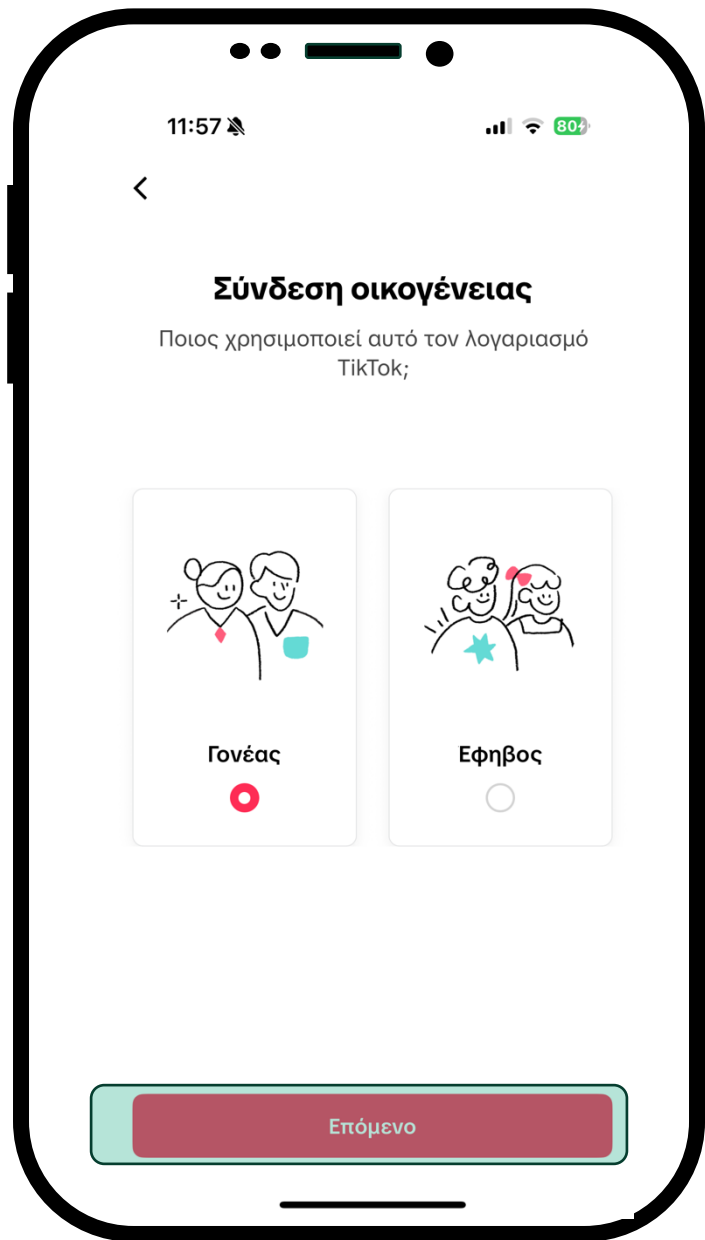 11:57
80
Σύνδεση οικογένειας
Ποιος χρησιμοποιεί αυτό τον λογαριασμό
TikTok;
Γονέας
Εφηβος
Επόμενο